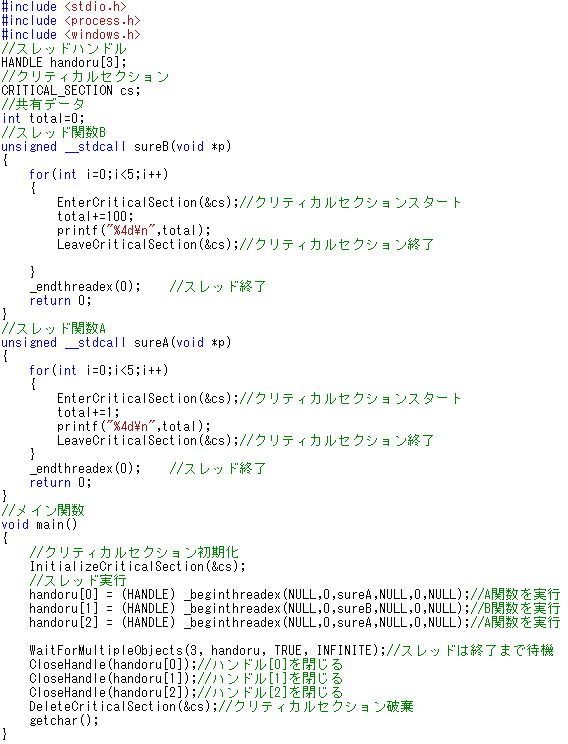 #include <stdio.h>
#include <process.h>
#include <windows.h>
//スレッドハンドル
HANDLE handoru[3];
//クリティカルセクション
CRITICAL_SECTION cs;
//共有データ
int total=0;
//スレッド関数B
unsigned __stdcall sureB(void *p)
{
    for(int i=0;i<5;i++)
    {
        EnterCriticalSection(&cs);//クリティカルセクションスタート
        total+=100;
        printf("%4d¥n",total);
        LeaveCriticalSection(&cs);//クリティカルセクション終了

    }
    _endthreadex(0);    //スレッド終了
    return 0;
}
//スレッド関数A
unsigned __stdcall sureA(void *p)
{
    for(int i=0;i<5;i++)
    {
        EnterCriticalSection(&cs);//クリティカルセクションスタート
        total+=1;
        printf("%4d¥n",total);
        LeaveCriticalSection(&cs);//クリティカルセクション終了
    }
    _endthreadex(0);    //スレッド終了
    return 0;
}
//メイン関数
void main()
{
    //クリティカルセクション初期化
    InitializeCriticalSection(&cs);
    //スレッド実行
    handoru[0] = (HANDLE) _beginthreadex(NULL,0,sureA,NULL,0,NULL);//A関数を実行
    handoru[1] = (HANDLE) _beginthreadex(NULL,0,sureB,NULL,0,NULL);//B関数を実行
    handoru[2] = (HANDLE) _beginthreadex(NULL,0,sureA,NULL,0,NULL);//A関数を実行

    WaitForMultipleObjects(3, handoru, TRUE, INFINITE);//スレッドは終了まで待機
    CloseHandle(handoru[0]);//ハンドル[0]を閉じる
    CloseHandle(handoru[1]);//ハンドル[1]を閉じる
    CloseHandle(handoru[2]);//ハンドル[2]を閉じる
    DeleteCriticalSection(&cs);//クリティカルセクション破棄
    getchar();
}